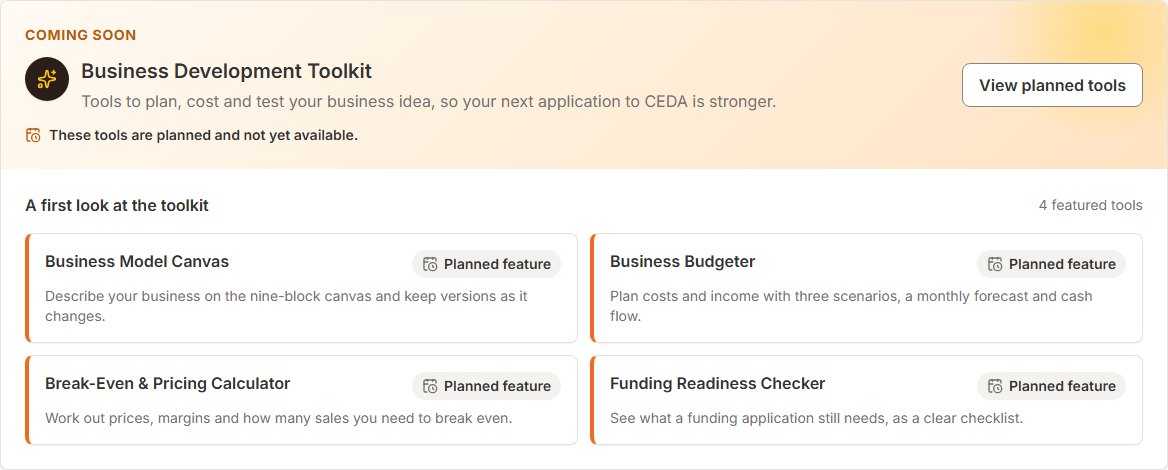 COMING SOON
Business Development Toolkit
Tools to plan, cost and test your business idea, so your next application to CEDA is stronger.
View planned tools
These tools are planned and not yet available.
A first look at the toolkit
4 featured tools
Business Model Canvas
Planned feature
Describe your business on the nine-block canvas and keep versions as it
changes.
Business Budgeter
Planned feature
Plan costs and income with three scenarios, a monthly forecast and cash
flow.
Break-Even & Pricing Calculator
Planned feature
Work out prices, margins and how many sales you need to break even.
Funding Readiness Checker
Planned feature
See what a funding application still needs, as a clear checklist.